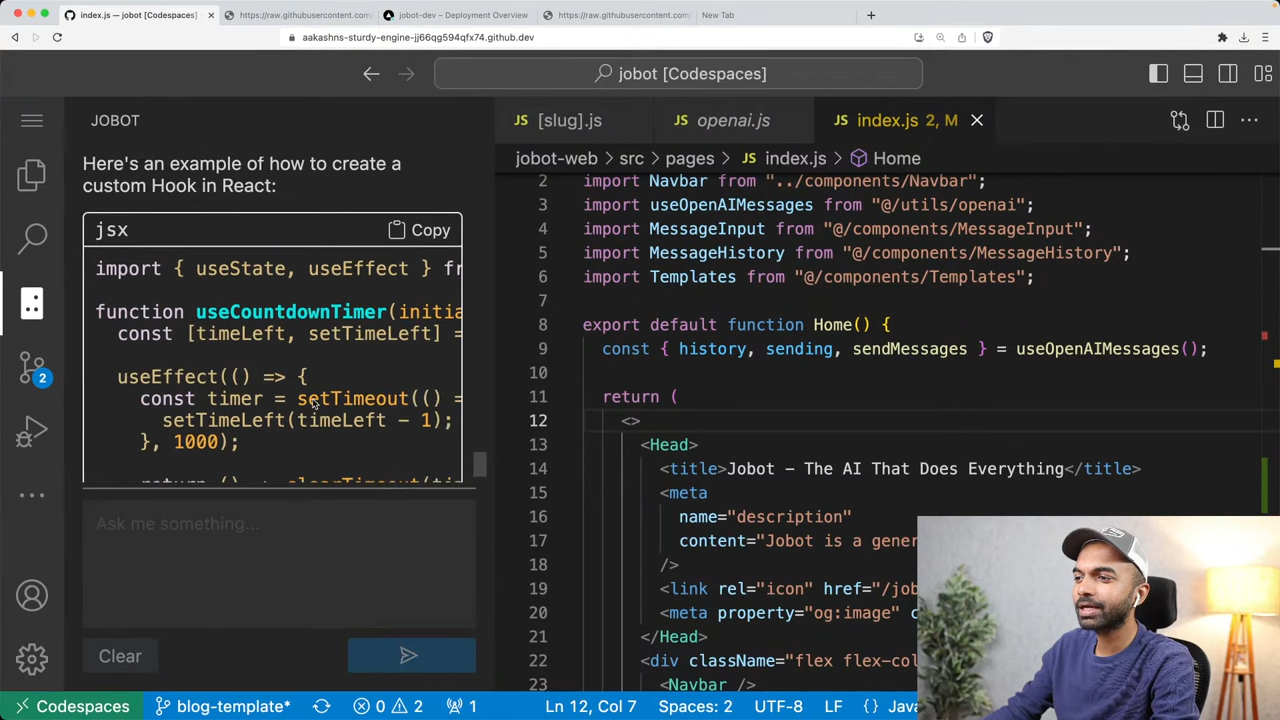 index.js — jobot [Codespaces]
https://raw.githubusercontent.com/
jobot-dev – Deployment Overview
https://raw.githubusercontent.com/
New Tab
aakashns-sturdy-engine-jj66qg594qfx74.github.dev
jobot [Codespaces]
JOBOT
Here's an example of how to create a
custom Hook in React:
jsx
Copy
import { useState, useEffect } fr
function useCountdownTimer(initia
const [timeLeft, setTimeLeft] =
useEffect(() => {
const timer = setTimeout(() =
setTimeLeft(timeLeft - 1);
}, 1000);
Ask me something...
Clear
JS [slug].js
JS openai.js
JS index.js 2, M
jobot-web > src > pages > JS index.js > Home
2 import Navbar from "../components/Navbar";
3 import useOpenAIMessages from "@/utils/openai";
4 import MessageInput from "@/components/MessageInput";
5 import MessageHistory from "@/components/MessageHistory";
6 import Templates from "@/components/Templates";
7
8 export default function Home() {
9 const { history, sending, sendMessages } = useOpenAIMessages();
10
11 return (
12 <>
13 <Head>
14 <title>Jobot - The AI That Does Everything</title>
15 <meta
16 name="description"
17 content="Jobot is a gener
18 />
19 <link rel="icon" href="/job
20 <meta property="og:image" c
21 </Head>
22 <div className="flex flex-col
23 <Navbar />
2
Codespaces
blog-template*
0
2
1
Ln 12, Col 7
Spaces: 2
UTF-8
LF
{ } Java